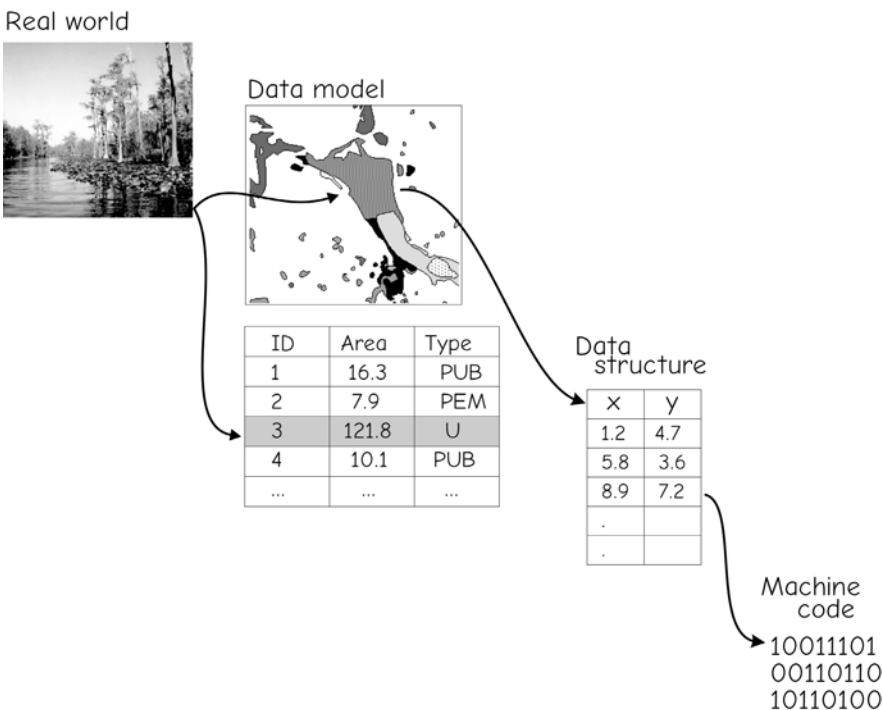 Real world
Data model
ID Area Type
1 16.3 PUB
2 7.9 PEM
3 121.8 U
4 10.1 PUB
... ... ...
Data
structure
x y
1.2 4.7
5.8 3.6
8.9 7.2
.
.
Machine
code
10011101
00110110
10110100